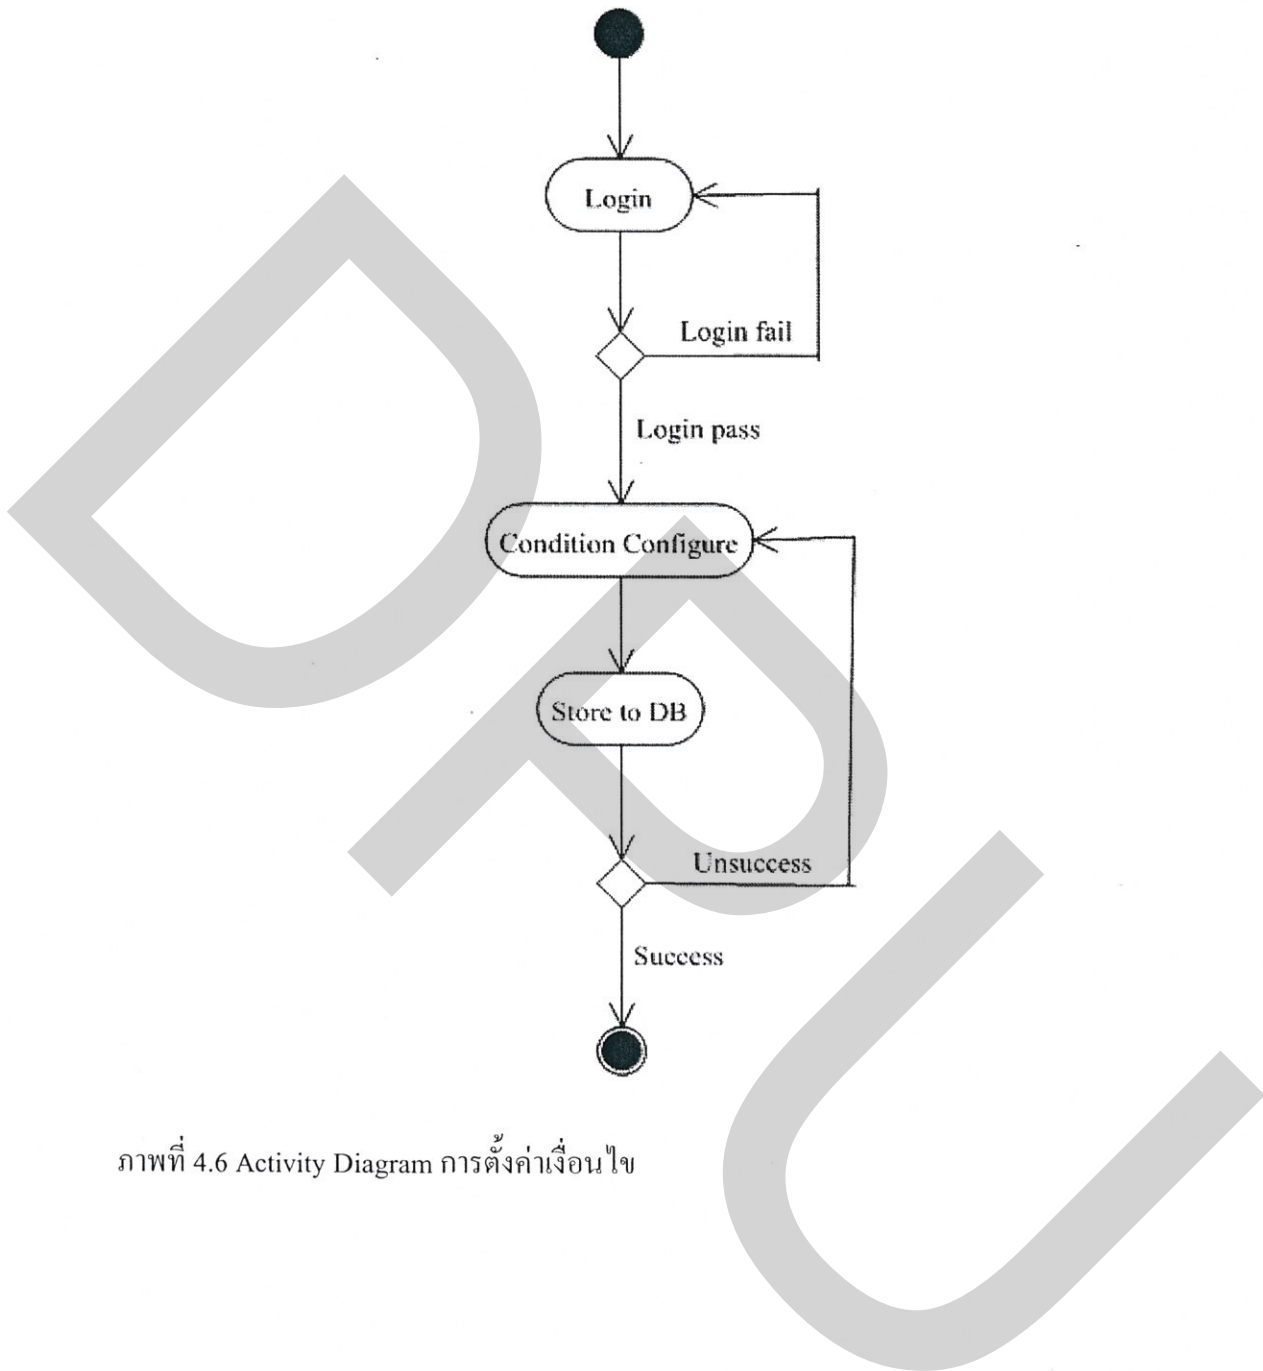 Login
Login fail
Login pass
Condition Configure
Store to DB
Unsuccess
Success
ภาพที่ 4.6 Activity Diagram การตั้งค่าเงื่อนไข
DPU